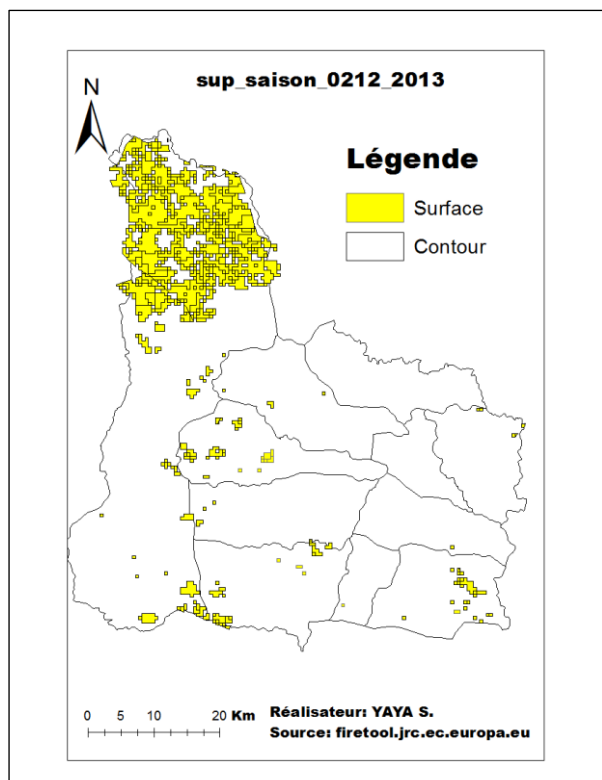 sup_saison_0212_2013
N
Légende
Surface
Contour
0 5 10 20 Km
Réalisateur: YAYA S.
Source: firetool.jrc.ec.europa.eu